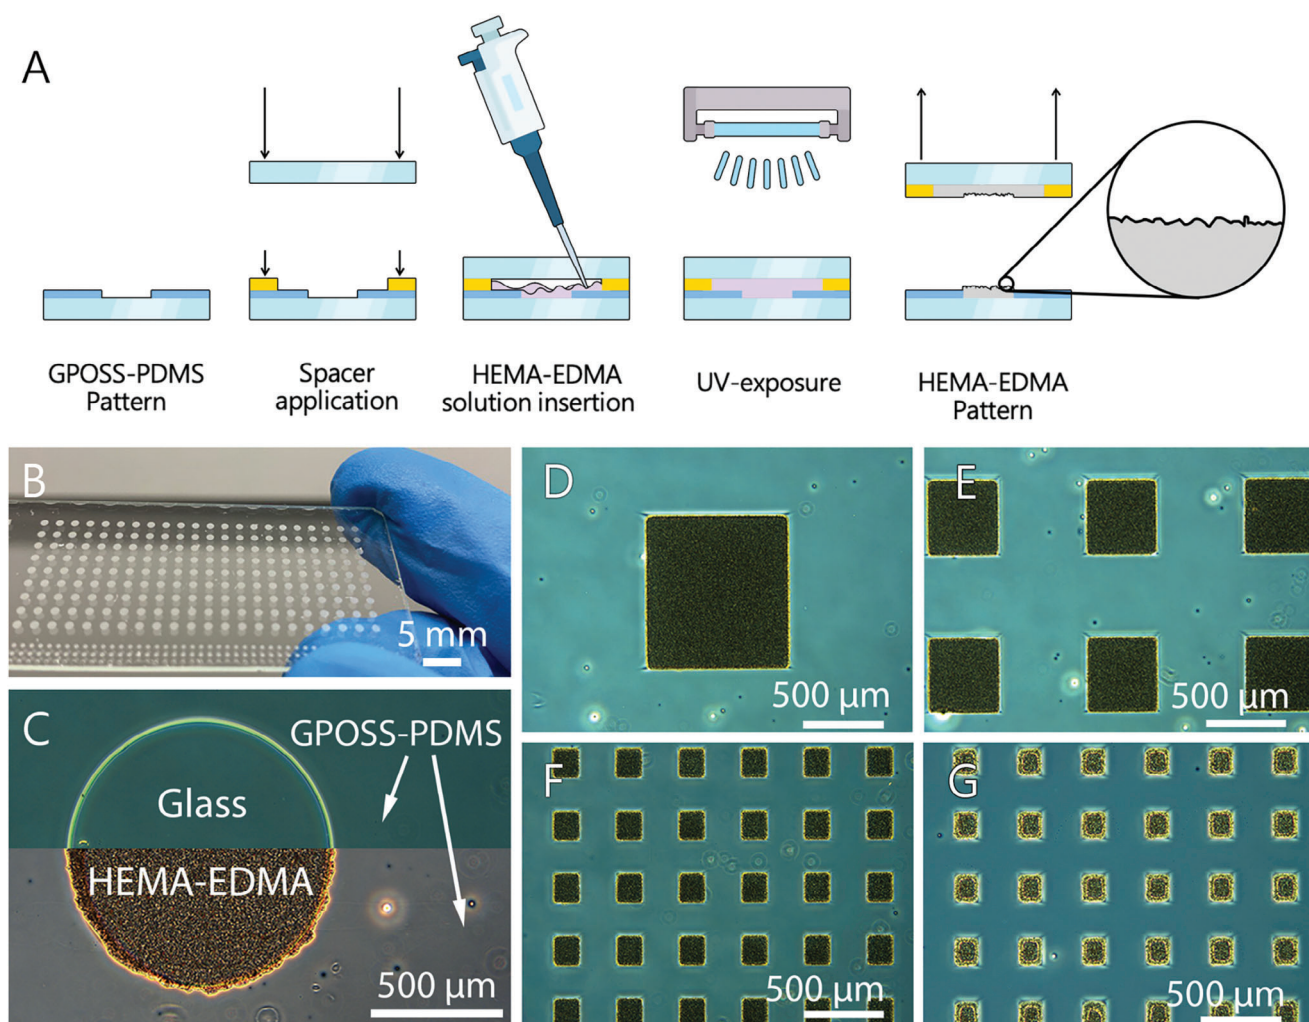 A
GPOSS-PDMS
Pattern
Spacer
application
HEMA-EDMA
solution insertion
UV-exposure
HEMA-EDMA
Pattern
B
5 mm
C
GPOSS-PDMS
Glass
HEMA-EDMA
500 µm
D
500 µm
E
500 µm
F
500 µm
G
500 µm